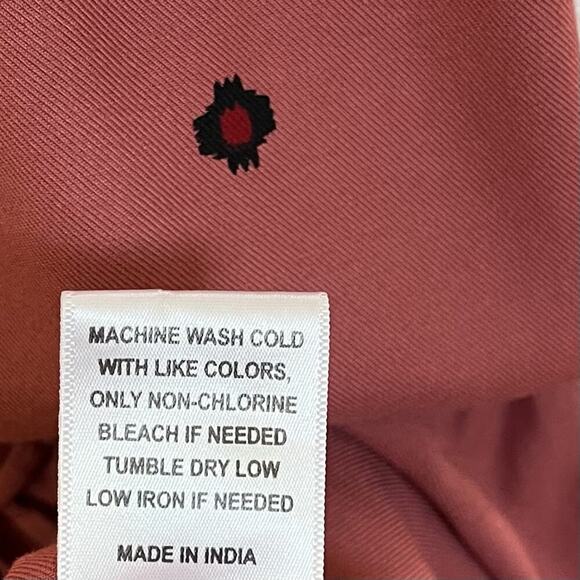 MACHINE WASH COLD
WITH LIKE COLORS,
ONLY NON-CHLORINE
BLEACH IF NEEDED
TUMBLE DRY LOW
LOW IRON IF NEEDED
MADE IN INDIA